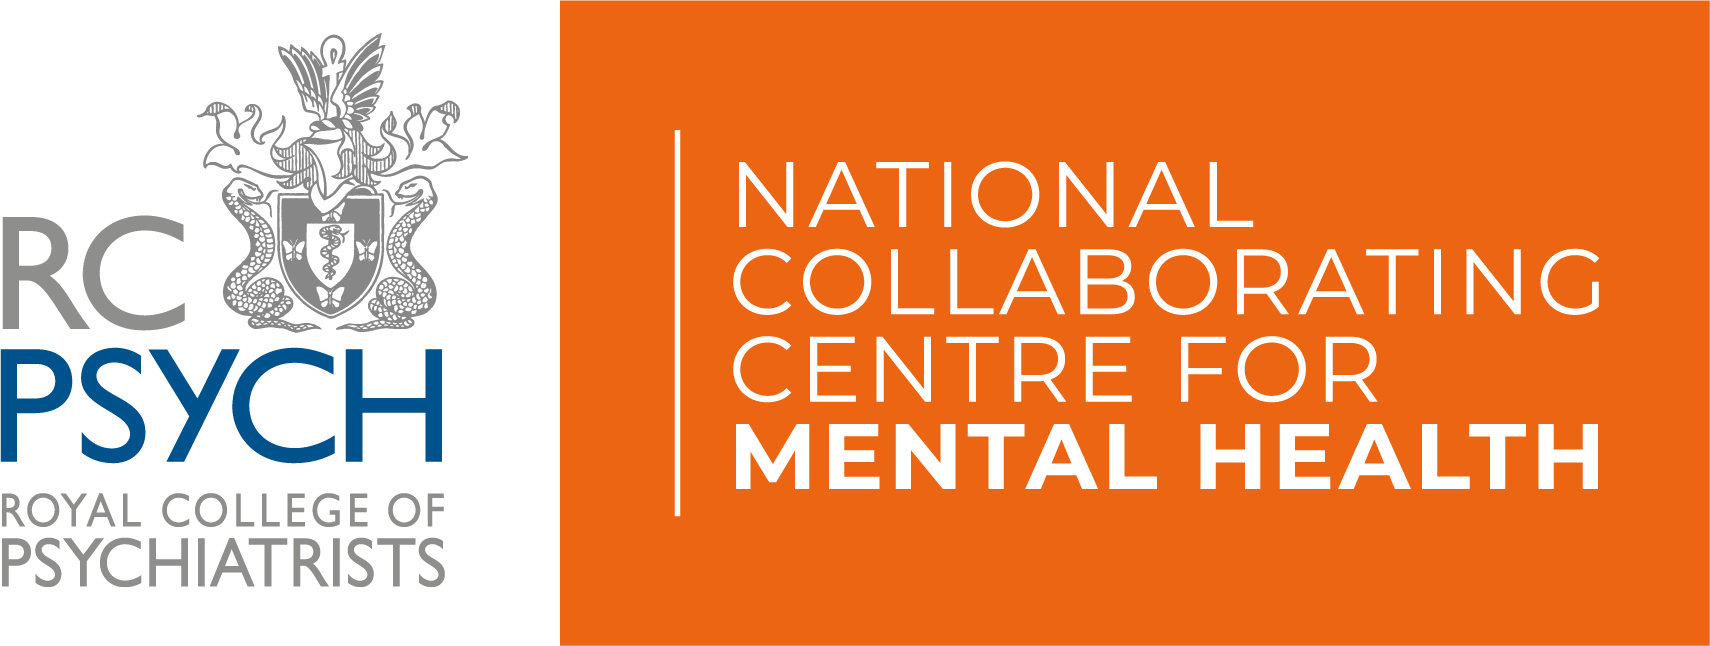 RC
PSYCH
ROYAL COLLEGE OF
PSYCHIATRISTS
NATIONAL
COLLABORATING
CENTRE FOR
MENTAL HEALTH